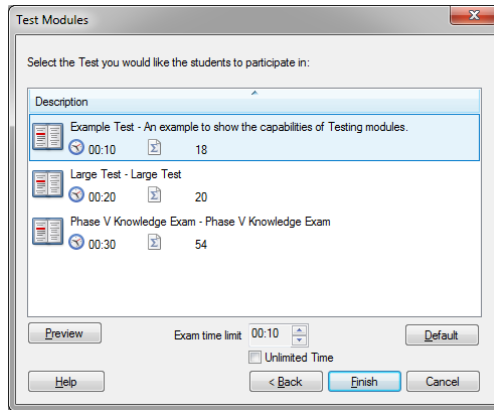 Test Modules
Select the Test you would like the students to participate in:
Description
Example Test - An example to show the capabilities of Testing modules.
00:10 Σ 18
Large Test - Large Test
00:20 Σ 20
Phase V Knowledge Exam - Phase V Knowledge Exam
00:30 Σ 54
Preview Exam time limit 00:10 Default
Unlimited Time
Help < Back Finish Cancel